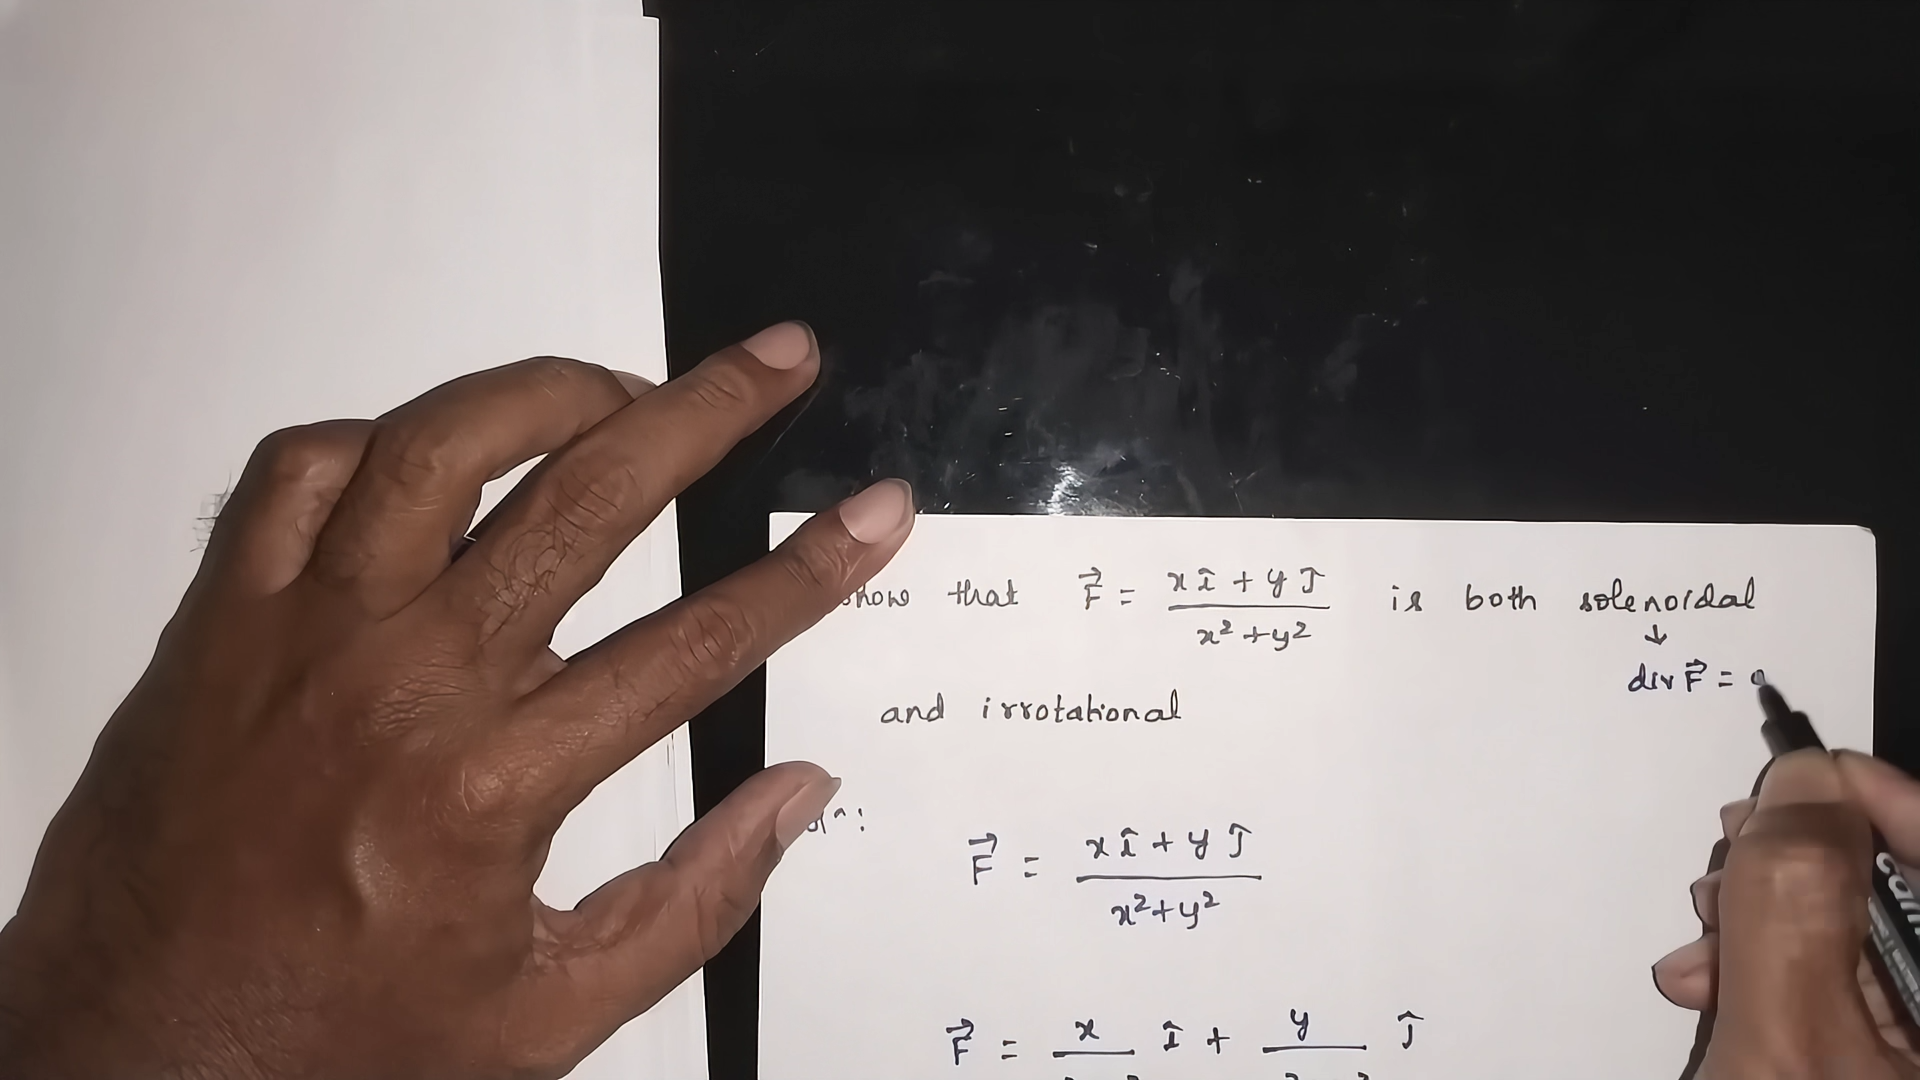 show that F⃗ = (x î + y ĵ) / (x² + y²) is both solenoidal
↓
div F⃗ = 0
and irrotational
F⃗ = (x î + y ĵ) / (x² + y²)
F⃗ = x î + y ĵ